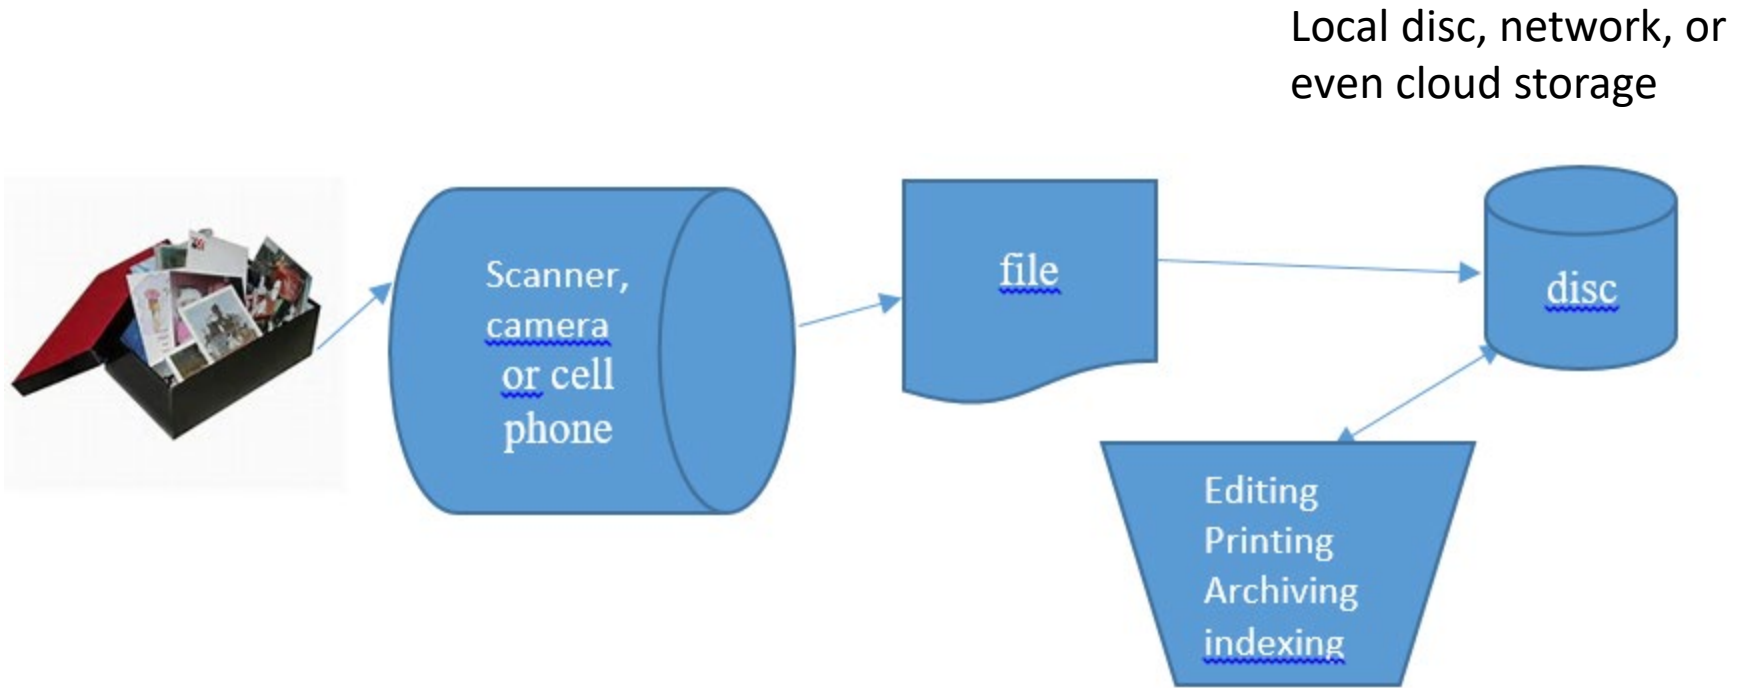 Local disc, network, or
even cloud storage
Scanner,
camera
or cell
phone
file
disc
Editing
Printing
Archiving
indexing